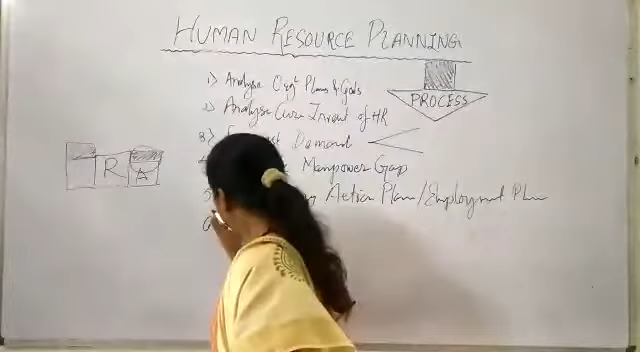 HUMAN RESOURCE PLANNING
PROCESS
1) Analyse Orgnl Plans & Goals
2) Analyse Curr Invent of HR
3) Demand
Manpower Gap
Action Plan/Employment Plan
R
A